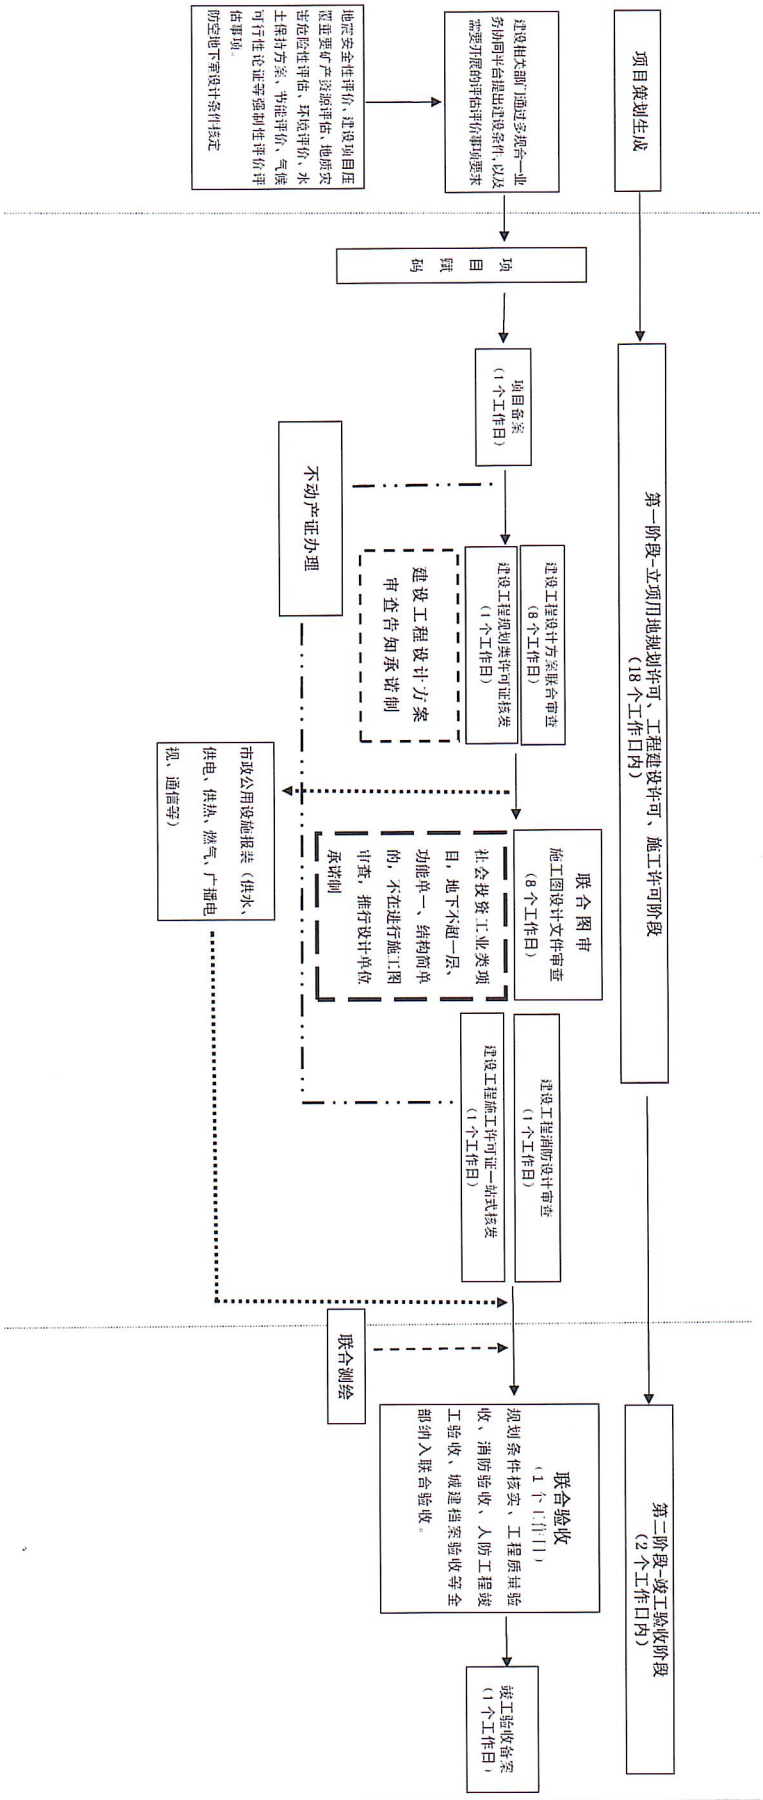 项目策划生成
第一阶段-立项用地规划许可、工程建设许可、施工许可阶段
(18个工作日内)
第二阶段-竣工验收阶段
(2个工作日内)
建设相关部门通过多规合一业
务协同平台提出建设条件,以及
需要开展的评估评价事项要求
地震安全性评价、建设项目压
覆重要矿产资源评估、地质灾
害危险性评估、环境评价、水
土保持方案、节能评价、气候
可行性论证等强制性评价评
估事项。
防空地下室设计条件核定
项目赋码
项目备案
(1个工作日)
不动产证办理
建设工程设计方案联合审查
(8个工作日)
建设工程规划类许可证核发
(1个工作日)
建设工程设计方案
审查告知承诺制
市政公用设施报装(供水、
供电、供热、燃气、广播电
视、通信等)
联合图审
施工图设计文件审查
(8个工作日)
社会投资工业类项
目,地下不超一层、
功能单一、结构简单
的,不在进行施工图
审查,推行设计单位
承诺制
建设工程消防设计审查
(1个工作日)
建设工程施工许可证一站式核发
(1个工作日)
联合测绘
联合验收
(1个工作日)
规划条件核实、工程质量验
收、消防验收、人防工程竣
工验收、城建档案验收等全
部纳入联合验收。
竣工验收备案
(1个工作日)